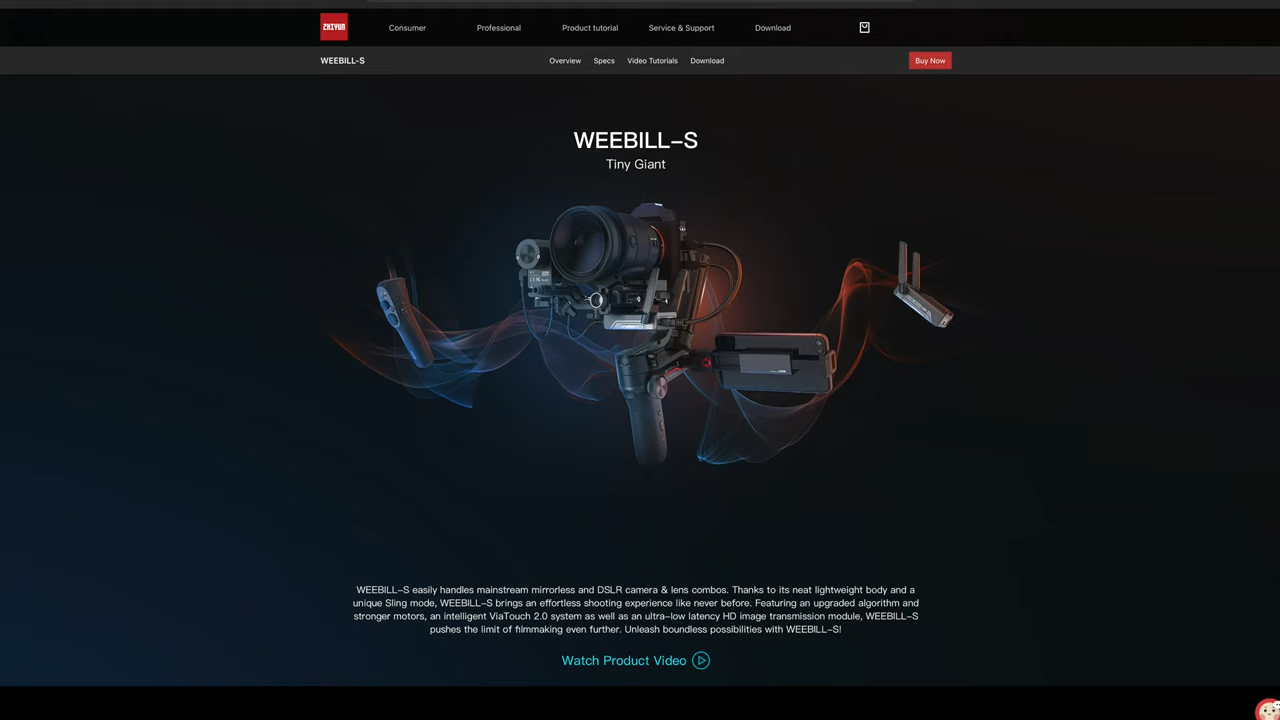 ZHIYUN
Consumer
Professional
Product tutorial
Service & Support
Download
WEEBILL-S
Overview
Specs
Video Tutorials
Download
Buy Now
WEEBILL-S
Tiny Giant
WEEBILL-S easily handles mainstream mirrorless and DSLR camera & lens combos. Thanks to its neat lightweight body and a
unique Sling mode, WEEBILL-S brings an effortless shooting experience like never before. Featuring an upgraded algorithm and
stronger motors, an intelligent ViaTouch 2.0 system as well as an ultra-low latency HD image transmission module, WEEBILL-S
pushes the limit of filmmaking even further. Unleash boundless possibilities with WEEBILL-S!
Watch Product Video